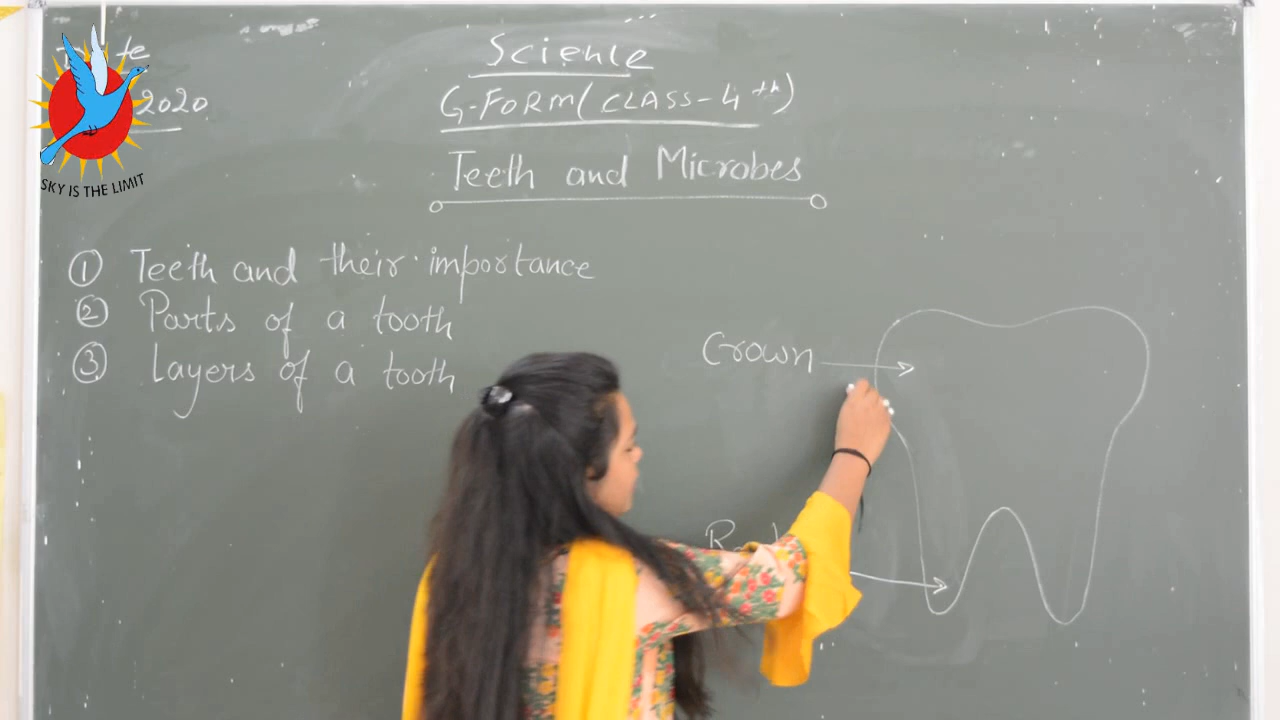 2020
SKY IS THE LIMIT
Science
G-FORM (CLASS-4th)
Teeth and Microbes
① Teeth and their importance
② Parts of a tooth
③ Layers of a tooth
Crown